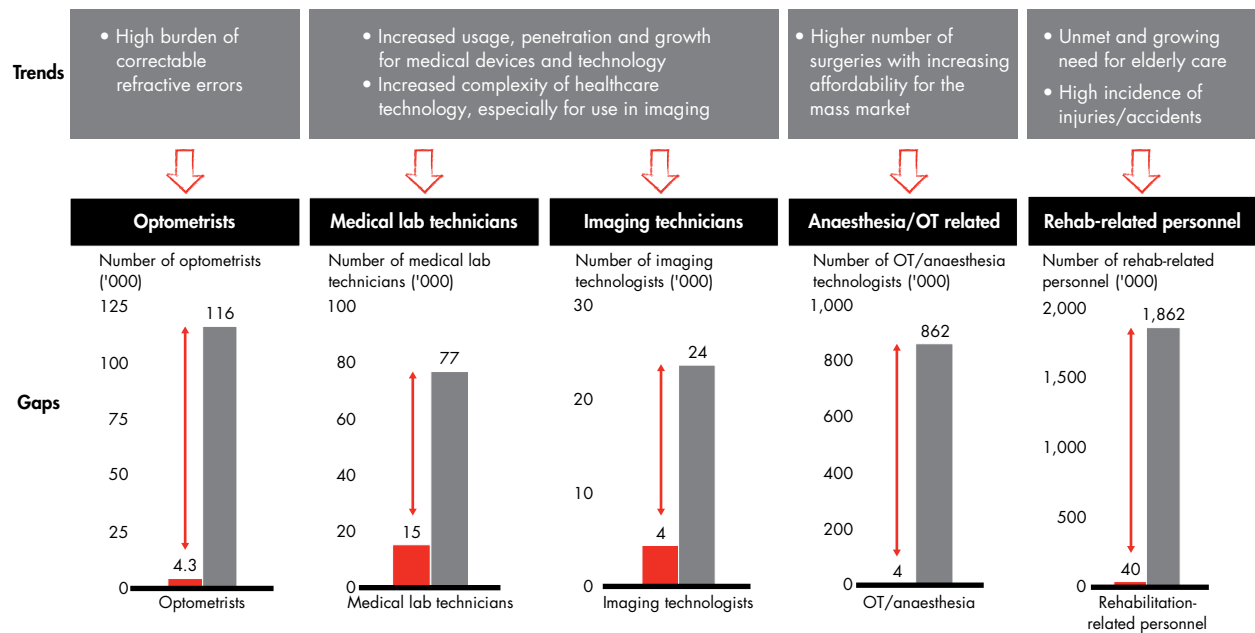 Trends
• High burden of
correctable
refractive errors
• Increased usage, penetration and growth
for medical devices and technology
• Increased complexity of healthcare
technology, especially for use in imaging
• Higher number of
surgeries with increasing
affordability for the
mass market
• Unmet and growing
need for elderly care
• High incidence of
injuries/accidents
Gaps
Optometrists
Number of optometrists
('000)
125
100
75
50
25
0
116
4.3
Optometrists
Medical lab technicians
Number of medical lab
technicians ('000)
100
80
60
40
20
0
77
15
Medical lab technicians
Imaging technicians
Number of imaging
technologists ('000)
30
20
10
0
24
4
Imaging technologists
Anaesthesia/OT related
Number of OT/anaesthesia
technologists ('000)
1,000
800
600
400
200
0
862
4
OT/anaesthesia
Rehab-related personnel
Number of rehab-related
personnel ('000)
2,000
1,500
1,000
500
0
1,862
40
Rehabilitation-
related personnel